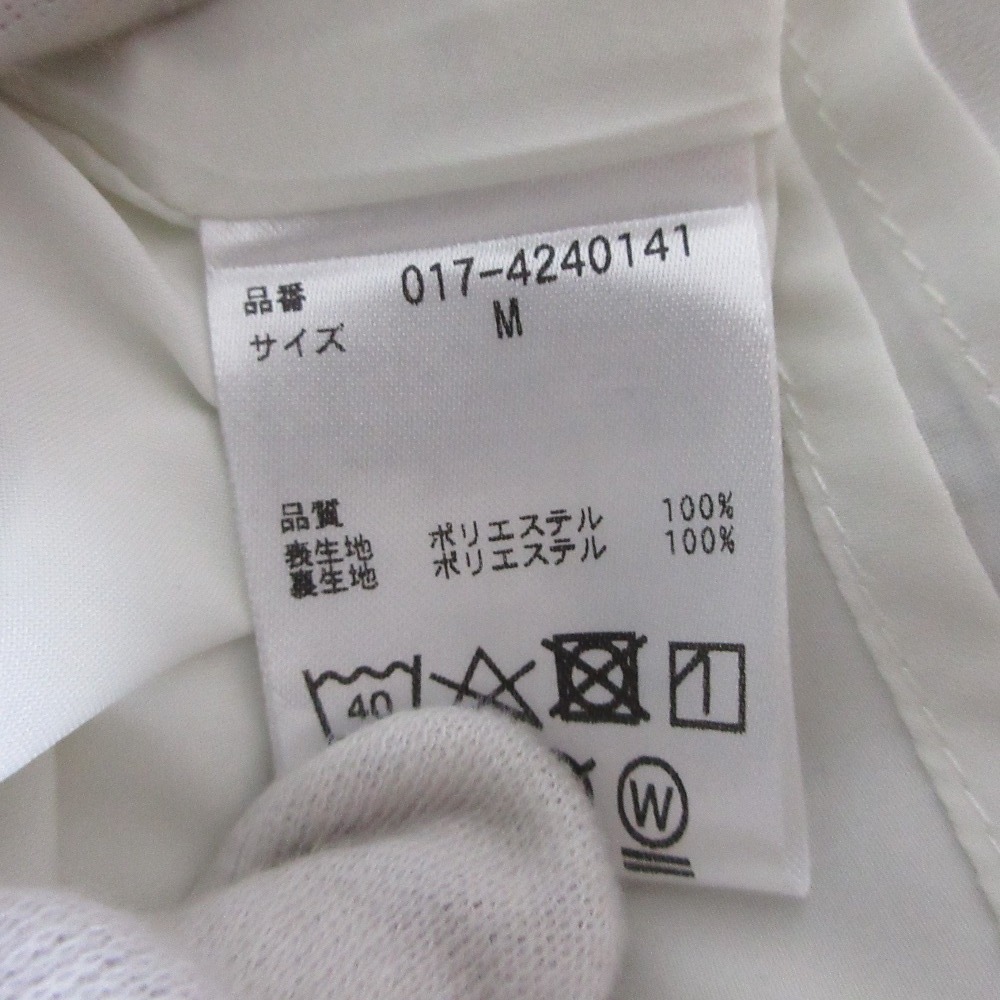 品番 017-4240141
サイズ M
品質
表生地 ポリエステル 100%
裏生地 ポリエステル 100%
40
W